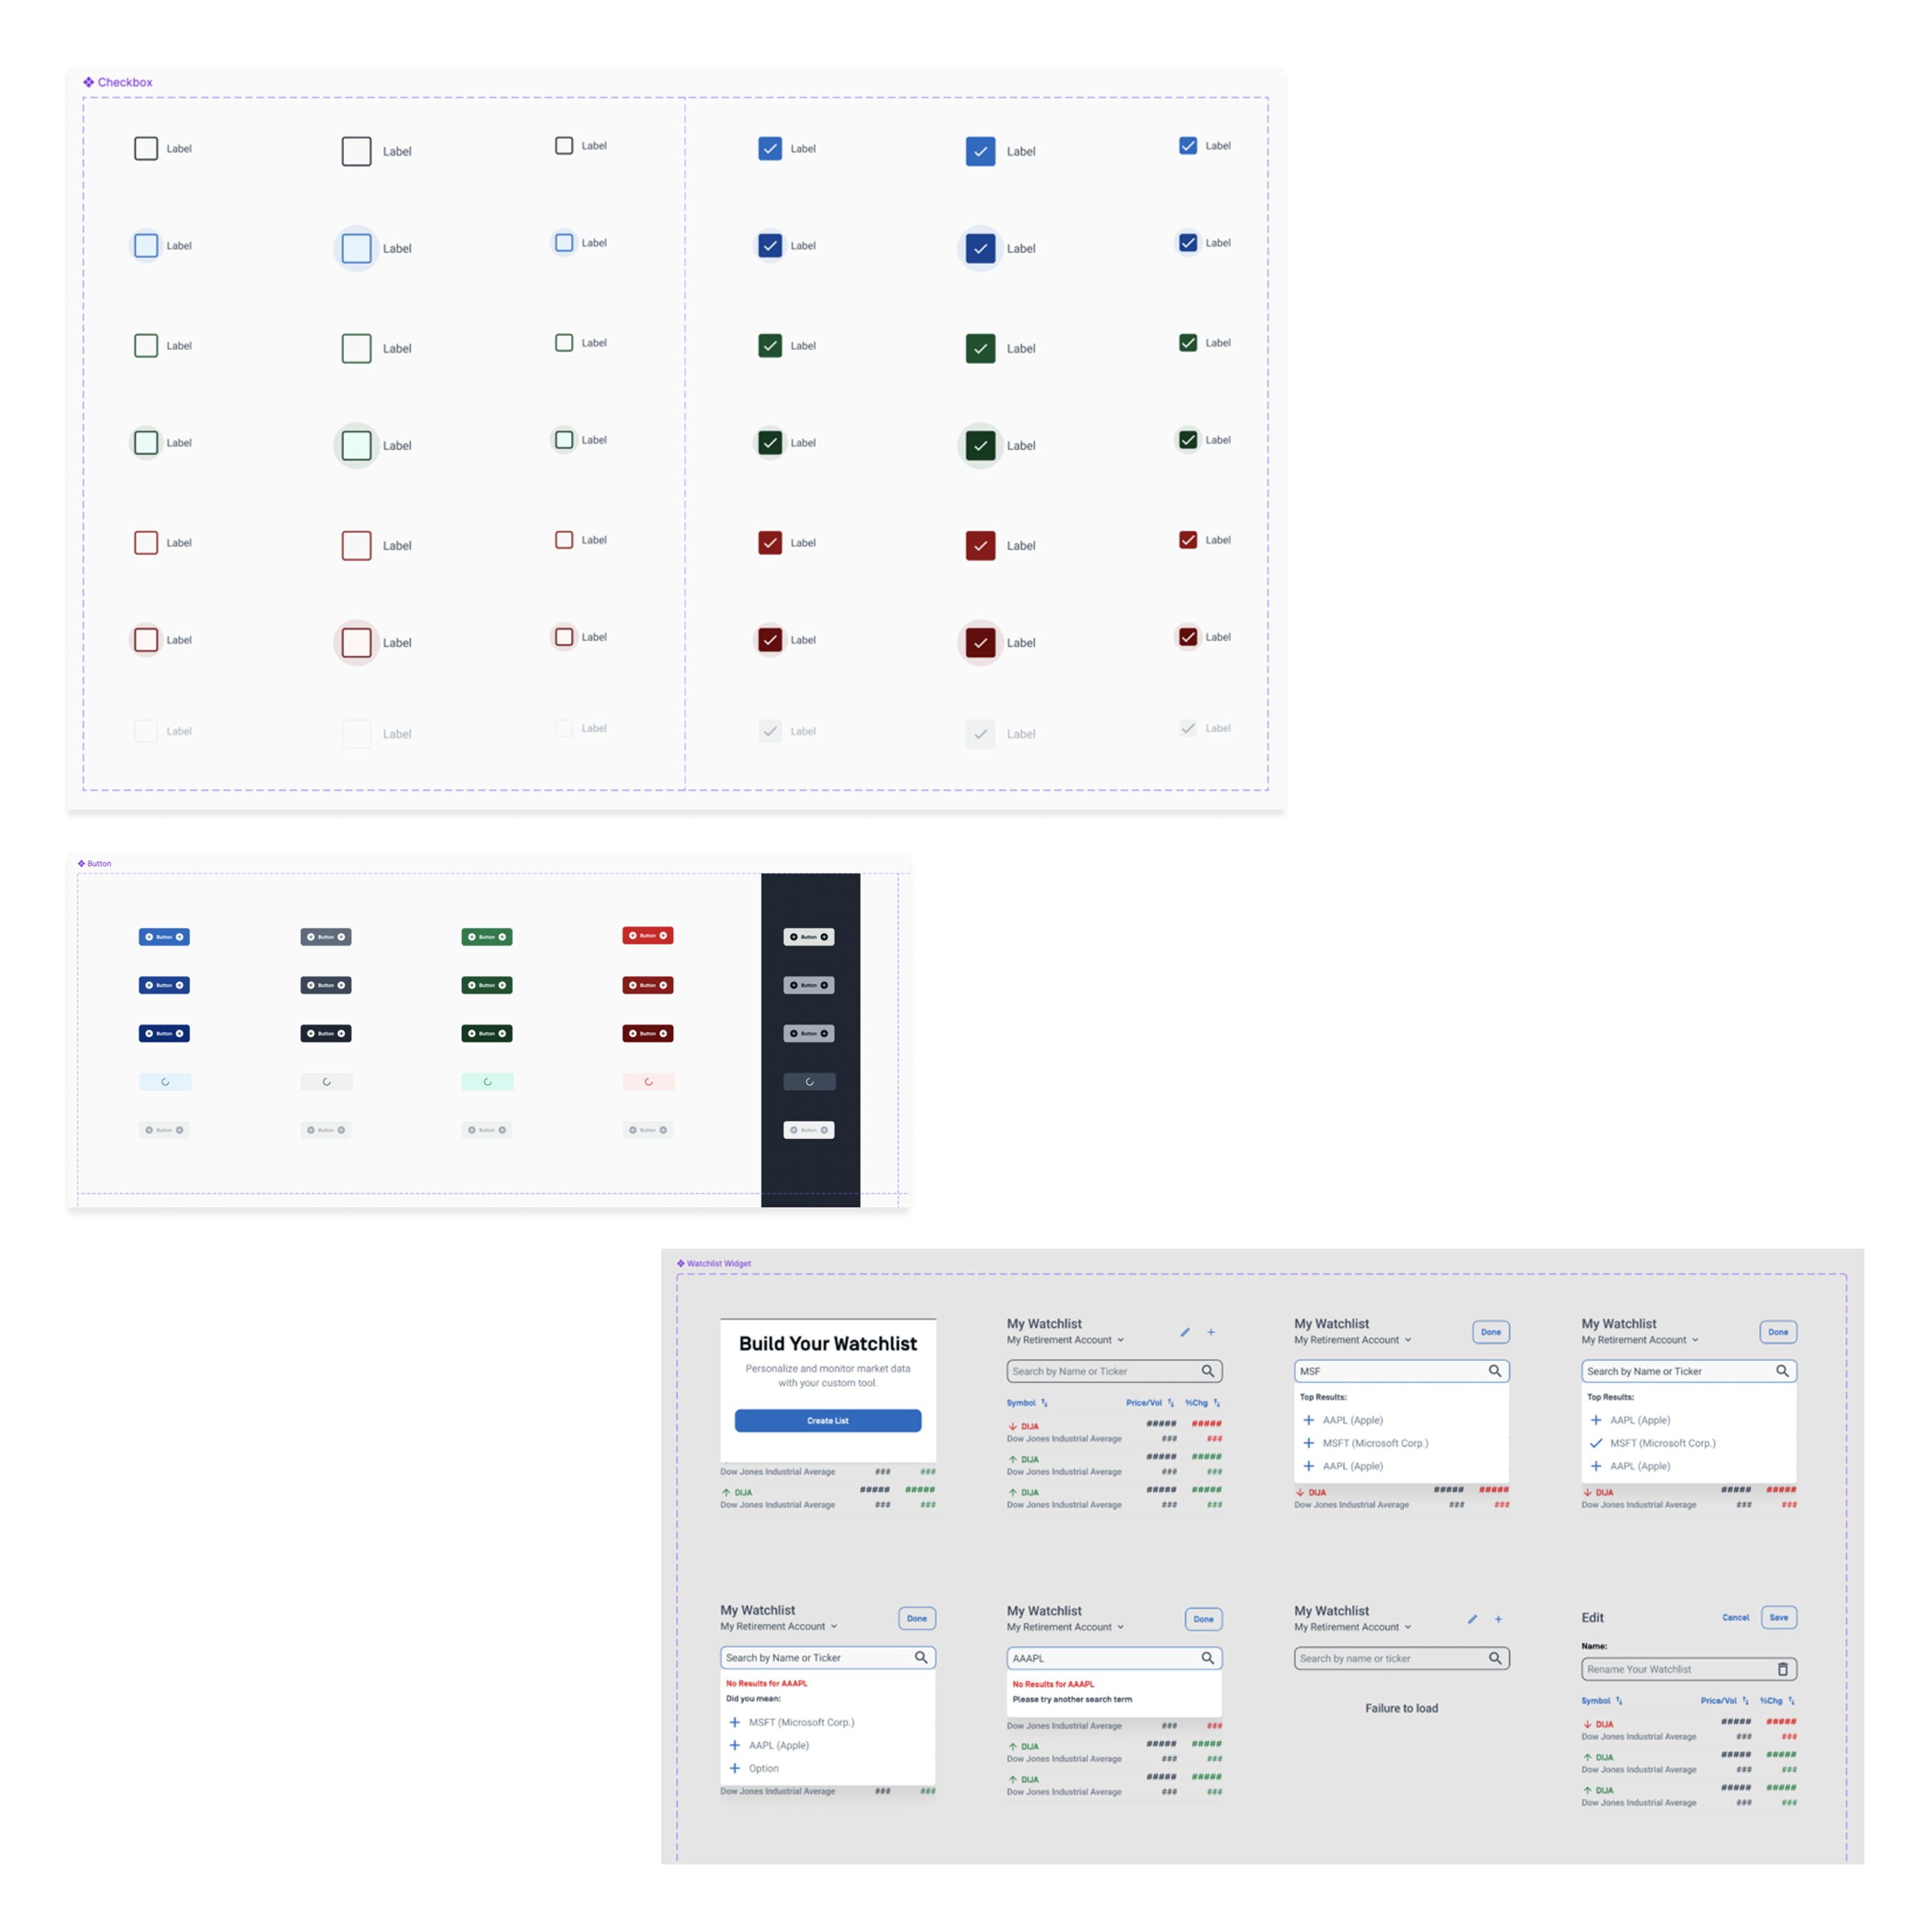 Checkbox
Label Label Label Label Label Label
Label Label Label Label Label Label
Label Label Label Label Label Label
Label Label Label Label Label Label
Label Label Label Label Label Label
Label Label Label Label Label Label
Label Label Label Label Label Label
Button
Button Button Button Button Button
Button Button Button Button Button
Button Button Button Button Button
Button Button Button Button Button
Watchlist Widget
Build Your Watchlist
Personalize and monitor market data
with your custom tool.
Create List
Dow Jones Industrial Average ### ###
DIJA ##### #####
Dow Jones Industrial Average ### ###
My Watchlist
My Retirement Account
Search by Name or Ticker
Symbol Price/Vol %Chg
DIJA ##### #####
Dow Jones Industrial Average ### ###
DIJA ##### #####
Dow Jones Industrial Average ### ###
DIJA ##### #####
Dow Jones Industrial Average ### ###
My Watchlist
My Retirement Account
Done
MSF
Top Results:
AAPL (Apple)
MSFT (Microsoft Corp.)
AAPL (Apple)
DIJA ##### #####
Dow Jones Industrial Average ### ###
My Watchlist
My Retirement Account
Done
Search by Name or Ticker
Top Results:
AAPL (Apple)
MSFT (Microsoft Corp.)
AAPL (Apple)
DIJA ##### #####
Dow Jones Industrial Average ### ###
My Watchlist
My Retirement Account
Done
Search by Name or Ticker
No Results for AAAPL
Did you mean:
MSFT (Microsoft Corp.)
AAPL (Apple)
Option
Dow Jones Industrial Average ### ###
My Watchlist
My Retirement Account
Done
AAAPL
No Results for AAAPL
Please try another search term
Dow Jones Industrial Average ### ###
DIJA ##### #####
Dow Jones Industrial Average ### ###
DIJA ##### #####
Dow Jones Industrial Average ### ###
My Watchlist
My Retirement Account
Search by name or ticker
Failure to load
Edit
Cancel
Save
Name:
Rename Your Watchlist
Symbol Price/Vol %Chg
DIJA ##### #####
Dow Jones Industrial Average ### ###
DIJA ##### #####
Dow Jones Industrial Average ### ###
DIJA ##### #####
Dow Jones Industrial Average ### ###